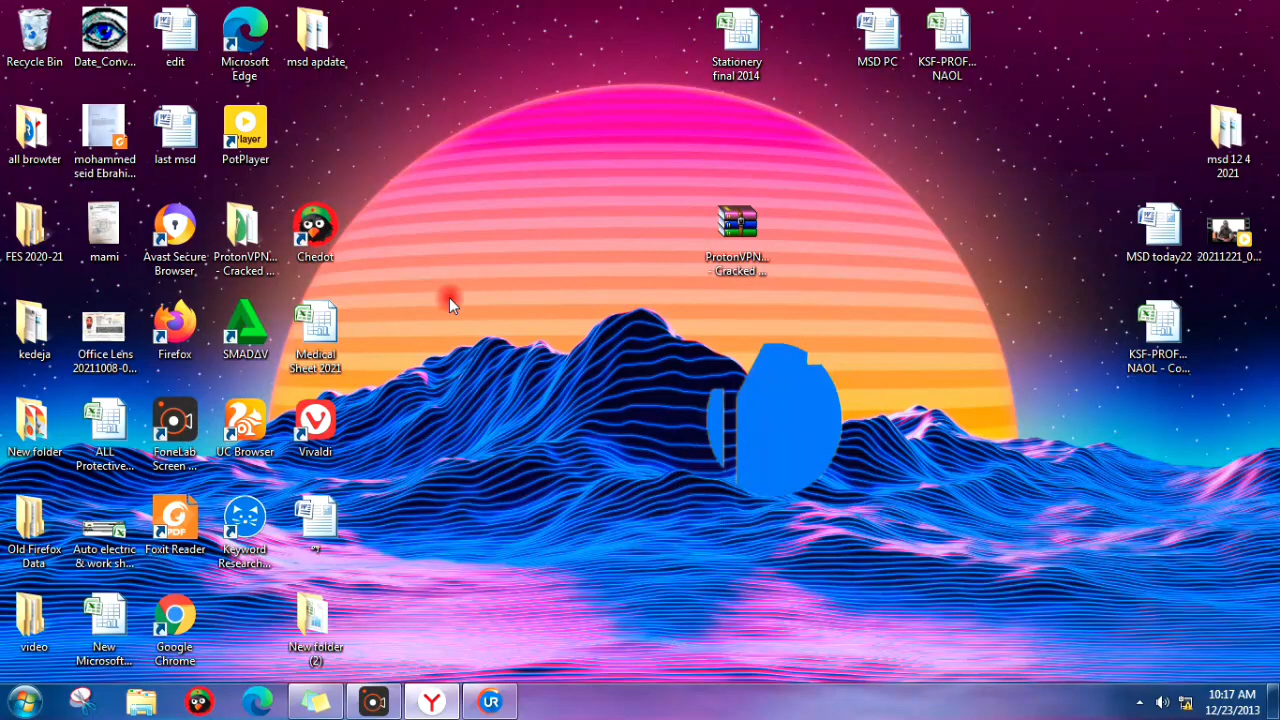 Recycle Bin
Date_Conv...
edit
Microsoft
Edge
msd apdate
Stationery
final 2014
MSD PC
KSF-PROF...
NAOL
all browter
mohammed
seid Ebrahi...
last msd
Player
PotPlayer
msd 12 4
2021
FES 2020-21
mami
Avast Secure
Browser
ProtonVPN...
- Cracked ...
Chedot
ProtonVPN...
- Cracked ...
MSD today22
20211221_0...
kedeja
Office Lens
20211008-0...
Firefox
SMADΔV
Medical
Sheet 2021
KSF-PROF...
NAOL - Co...
New folder
ALL
Protective...
FoneLab
Screen ...
UC Browser
Vivaldi
Old Firefox
Data
Auto electric
& work sh...
PDF
Foxit Reader
Keyword
Research...
video
New
Microsoft...
Google
Chrome
New folder
(2)
Y
UR
10:17 AM
12/23/2013